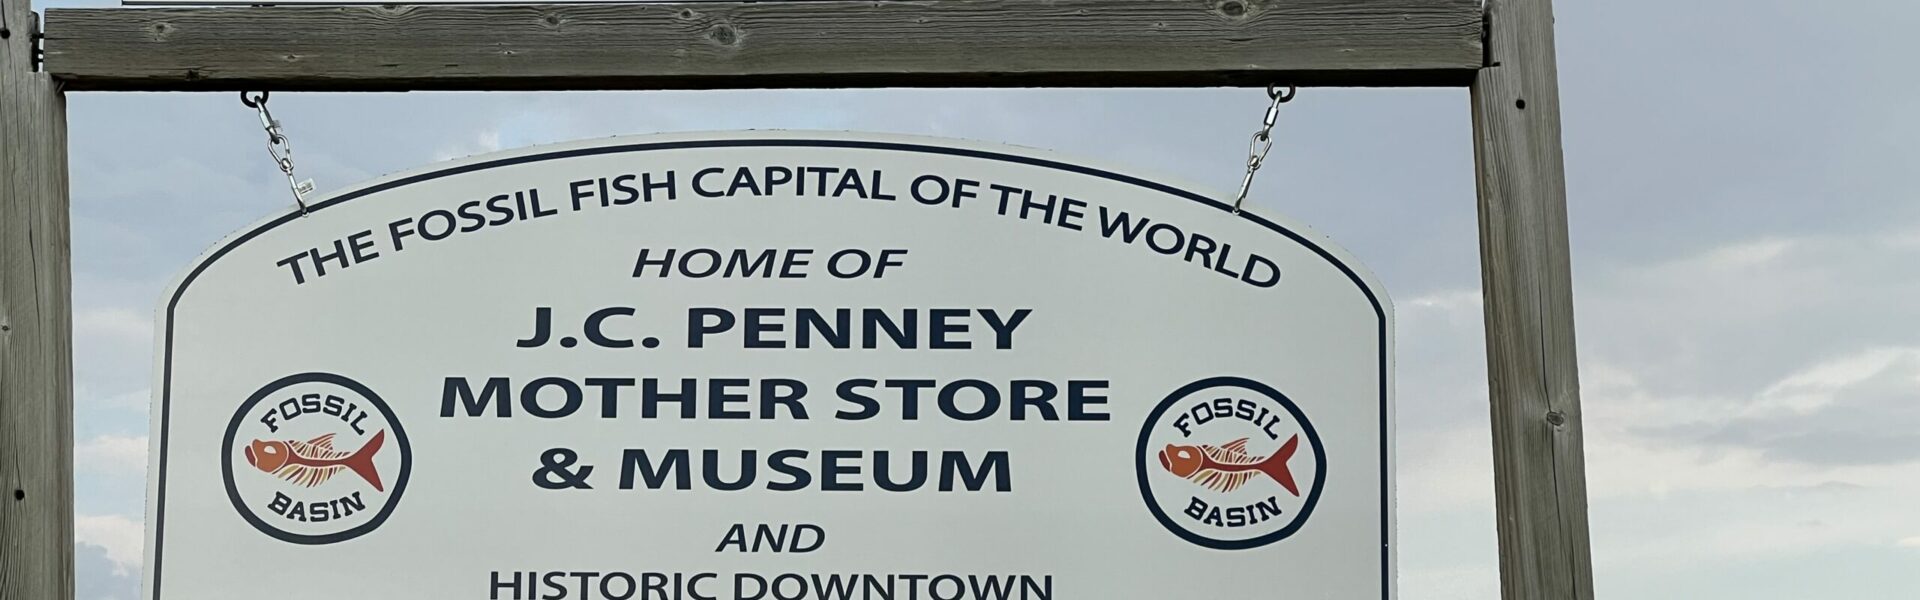 THE FOSSIL FISH CAPITAL OF THE WORLD
HOME OF
J.C. PENNEY
MOTHER STORE
& MUSEUM
FOSSIL
BASIN
FOSSIL
BASIN
AND
HISTORIC DOWNTOWN